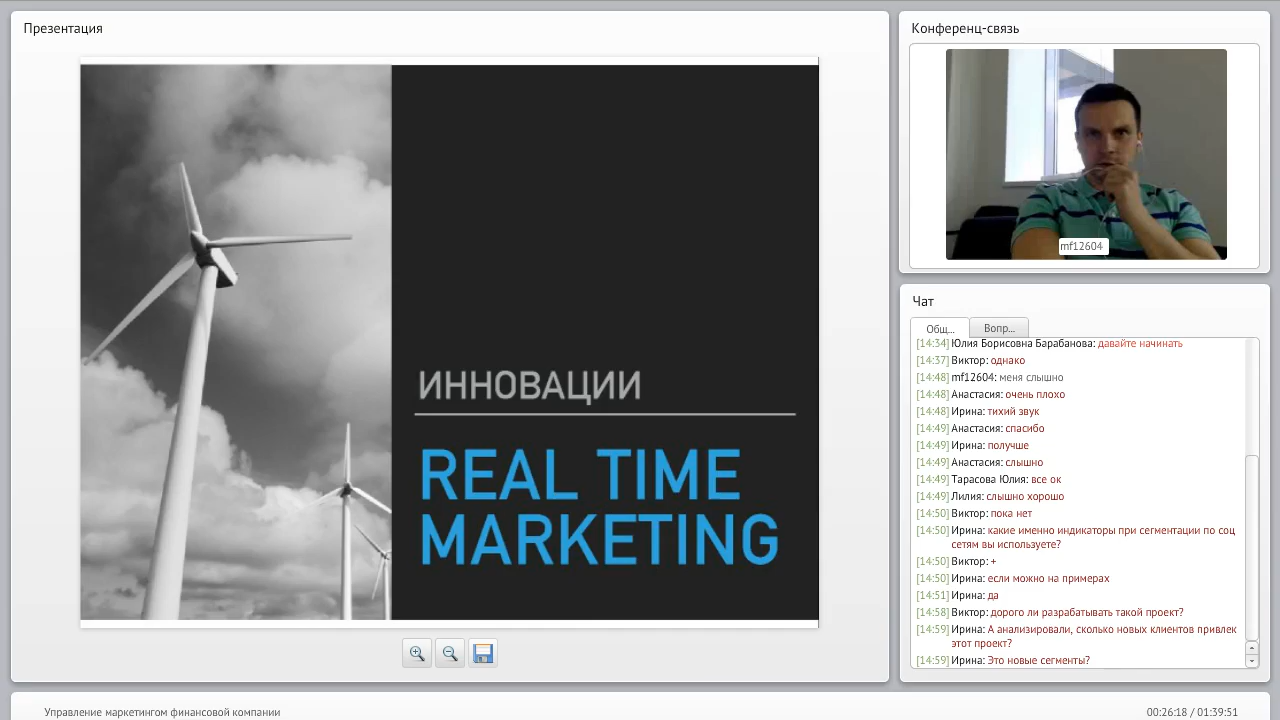 Презентация
ИННОВАЦИИ
REAL TIME
MARKETING
Конференц-связь
mf12604
Чат
Общ...
Вопр...
[14:34] Юлия Борисовна Барабанова: давайте начинать
[14:37] Виктор: однако
[14:48] mf12604: меня слышно
[14:48] Анастасия: очень плохо
[14:48] Ирина: тихий звук
[14:49] Анастасия: спасибо
[14:49] Ирина: получше
[14:49] Анастасия: слышно
[14:49] Тарасова Юлия: все ок
[14:49] Лилия: слышно хорошо
[14:50] Виктор: пока нет
[14:50] Ирина: какие именно индикаторы при сегментации по соц
сетям вы используете?
[14:50] Виктор: +
[14:50] Ирина: если можно на примерах
[14:51] Ирина: да
[14:58] Виктор: дорого ли разрабатывать такой проект?
[14:59] Ирина: А анализировали, сколько новых клиентов привлек
этот проект?
[14:59] Ирина: Это новые сегменты?
Управление маркетингом финансовой компании
00:26:18 / 01:39:51